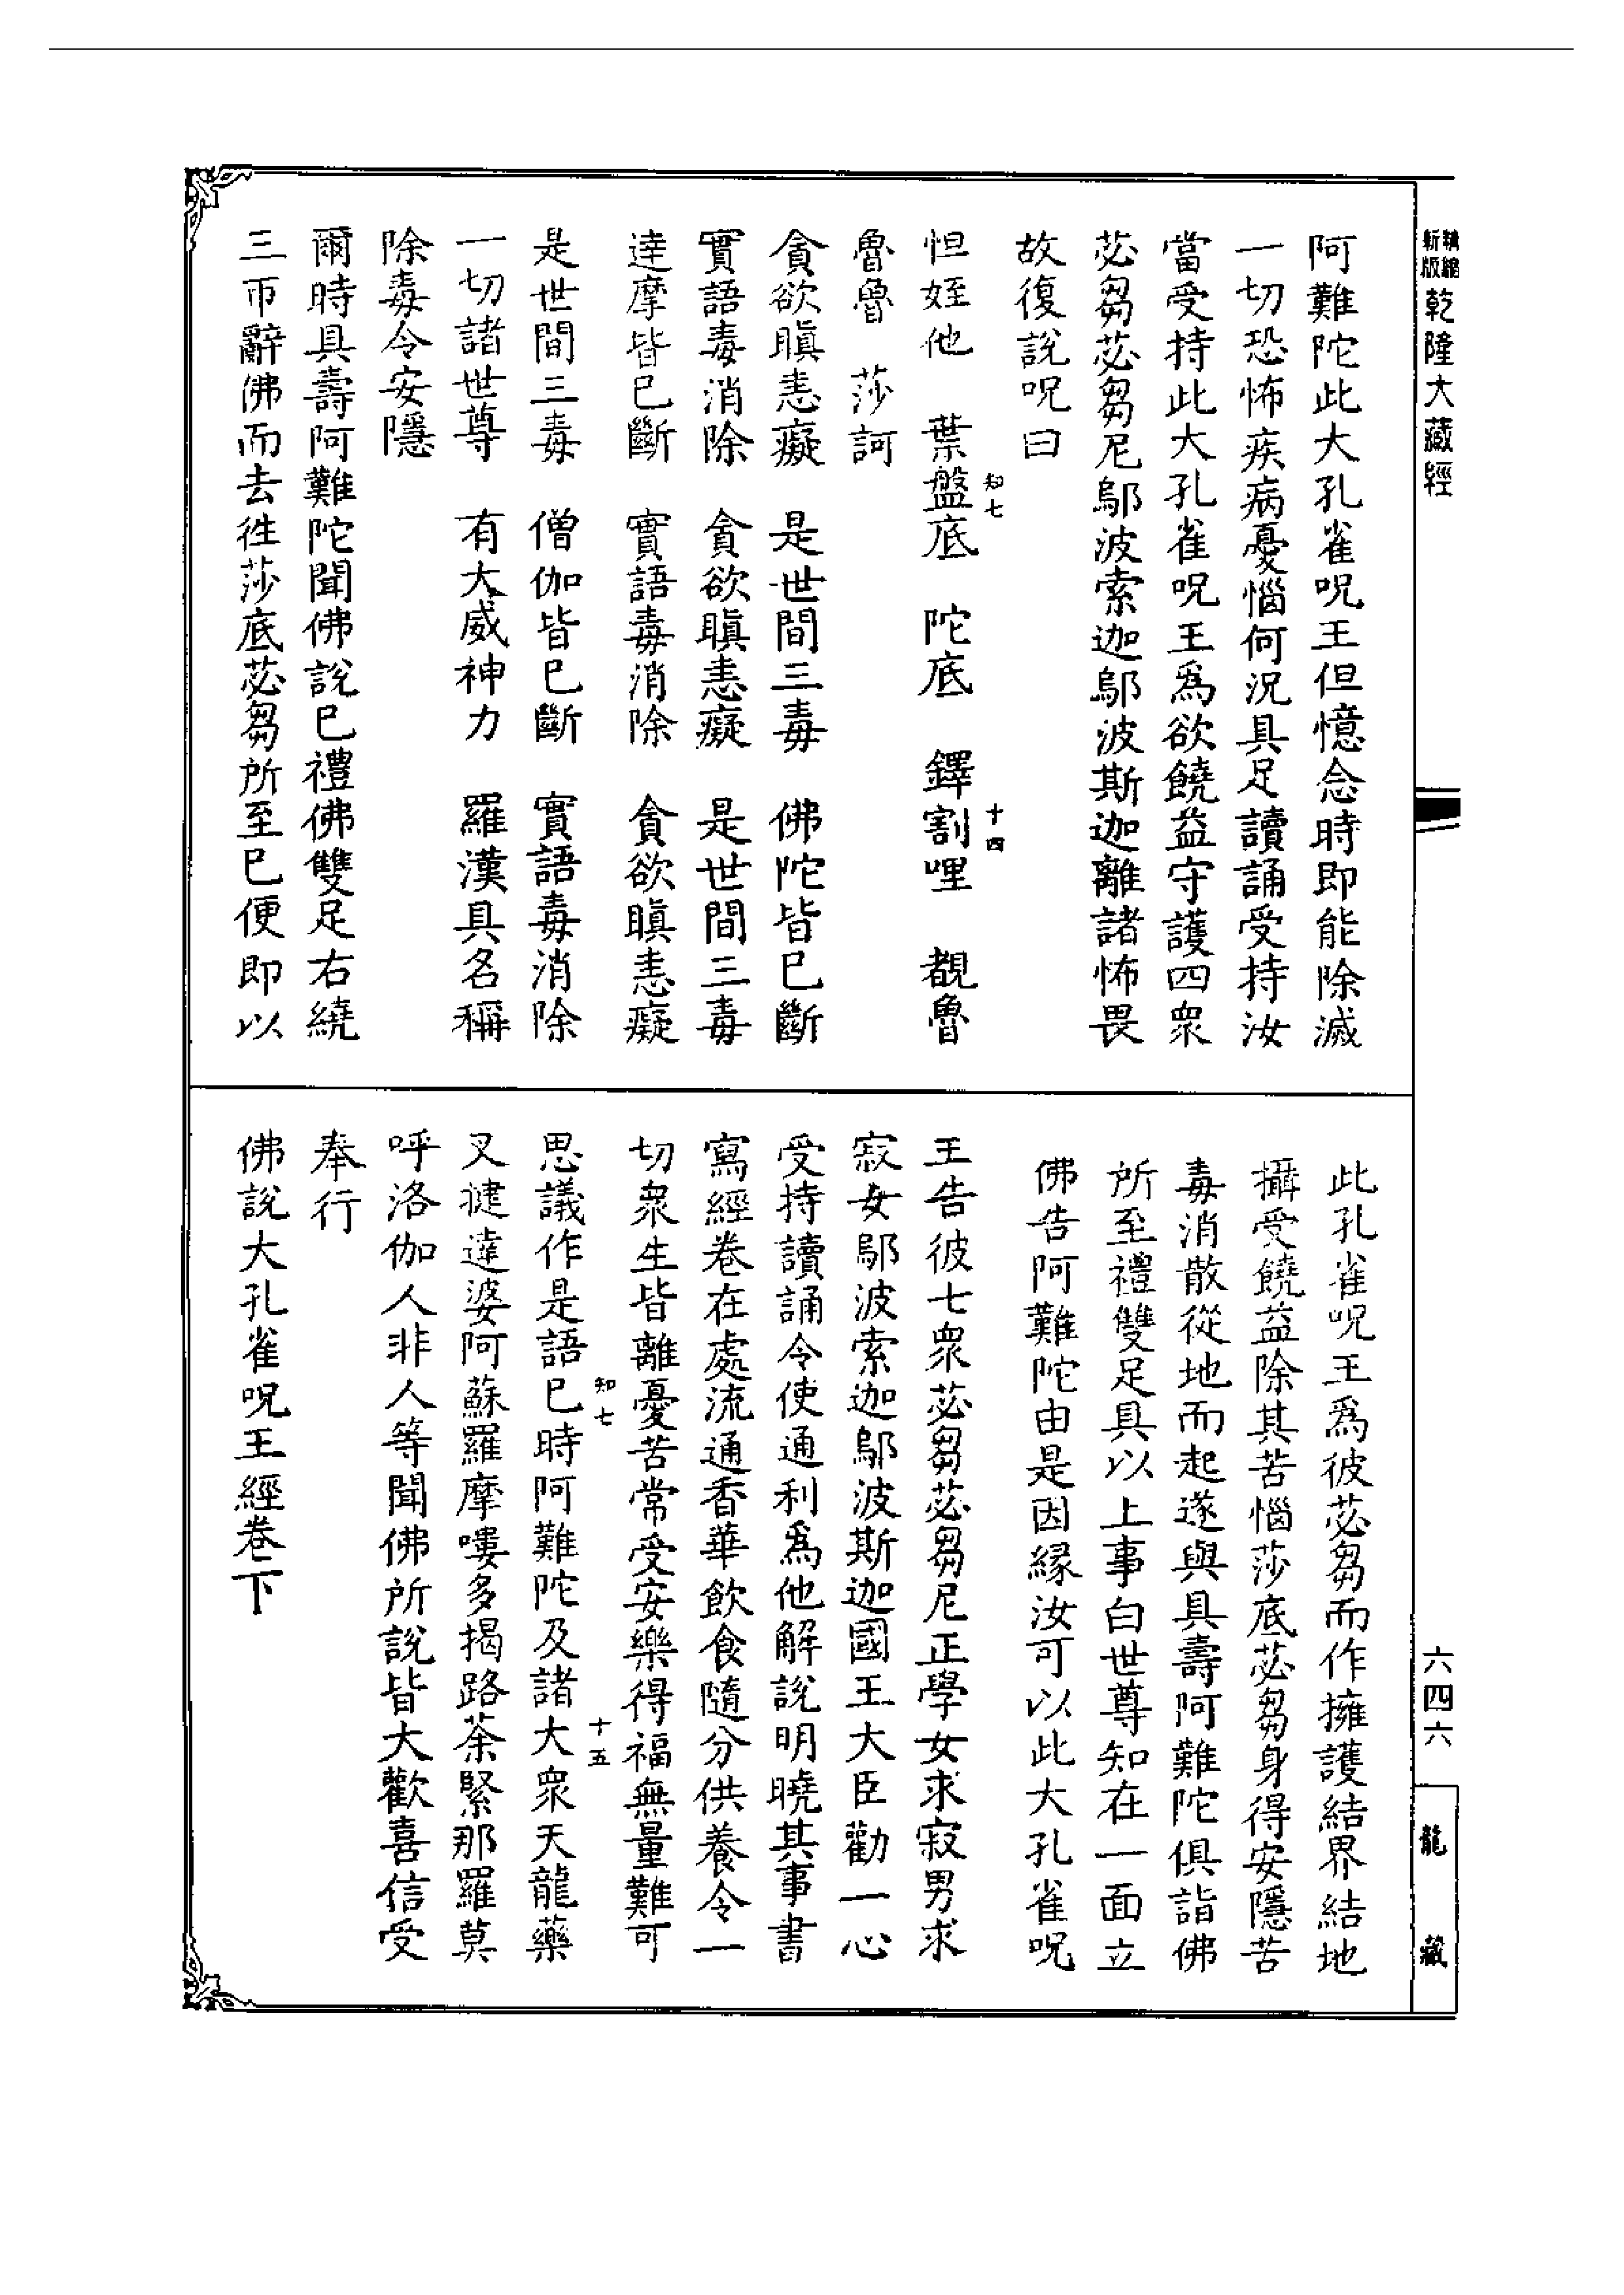 新版
精縮
乾隆大藏經
阿難陀此大孔雀呪王但憶念時即能除滅
一切恐怖疾病憂惱何況具足讀誦受持汝
當受持此大孔雀呪王爲欲饒益守護四衆
苾芻苾芻尼鄔波索迦鄔波斯迦離諸怖畏
故復說呪曰
知七
十四
怛姪他　葉盤底　陀底　鐸割哩　覩魯
魯魯　莎訶
貪欲瞋恚癡　是世間三毒　佛陀皆已斷
實語毒消除　貪欲瞋恚癡　是世間三毒
達摩皆已斷　實語毒消除　貪欲瞋恚癡
是世間三毒　僧伽皆已斷　實語毒消除
一切諸世尊　有大威神力　羅漢具名稱
除毒令安隱
爾時具壽阿難陀聞佛說已禮佛雙足右繞
三帀辭佛而去徃莎底苾芻所至已便即以
此孔雀呪王爲彼苾芻而作擁護結界結地
攝受饒益除其苦惱莎底苾芻身得安隱苦
毒消散從地而起遂與具壽阿難陀俱詣佛
所至禮雙足具以上事白世尊知在一面立
佛告阿難陀由是因緣汝可以此大孔雀呪
王告彼七衆苾芻苾芻尼正學女求寂男求
寂女鄔波索迦鄔波斯迦國王大臣勸一心
受持讀誦令使通利爲他解說明曉其事書
寫經卷在處流通香華飲食隨分供養令一
切衆生皆離憂苦常受安樂得福無量難可
知七
十五
思議作是語已時阿難陀及諸大衆天龍藥
叉揵達婆阿蘇羅摩嘍多揭路荼緊那羅莫
呼洛伽人非人等聞佛所說皆大歡喜信受
奉行
佛說大孔雀呪王經卷下
六四六
龍藏